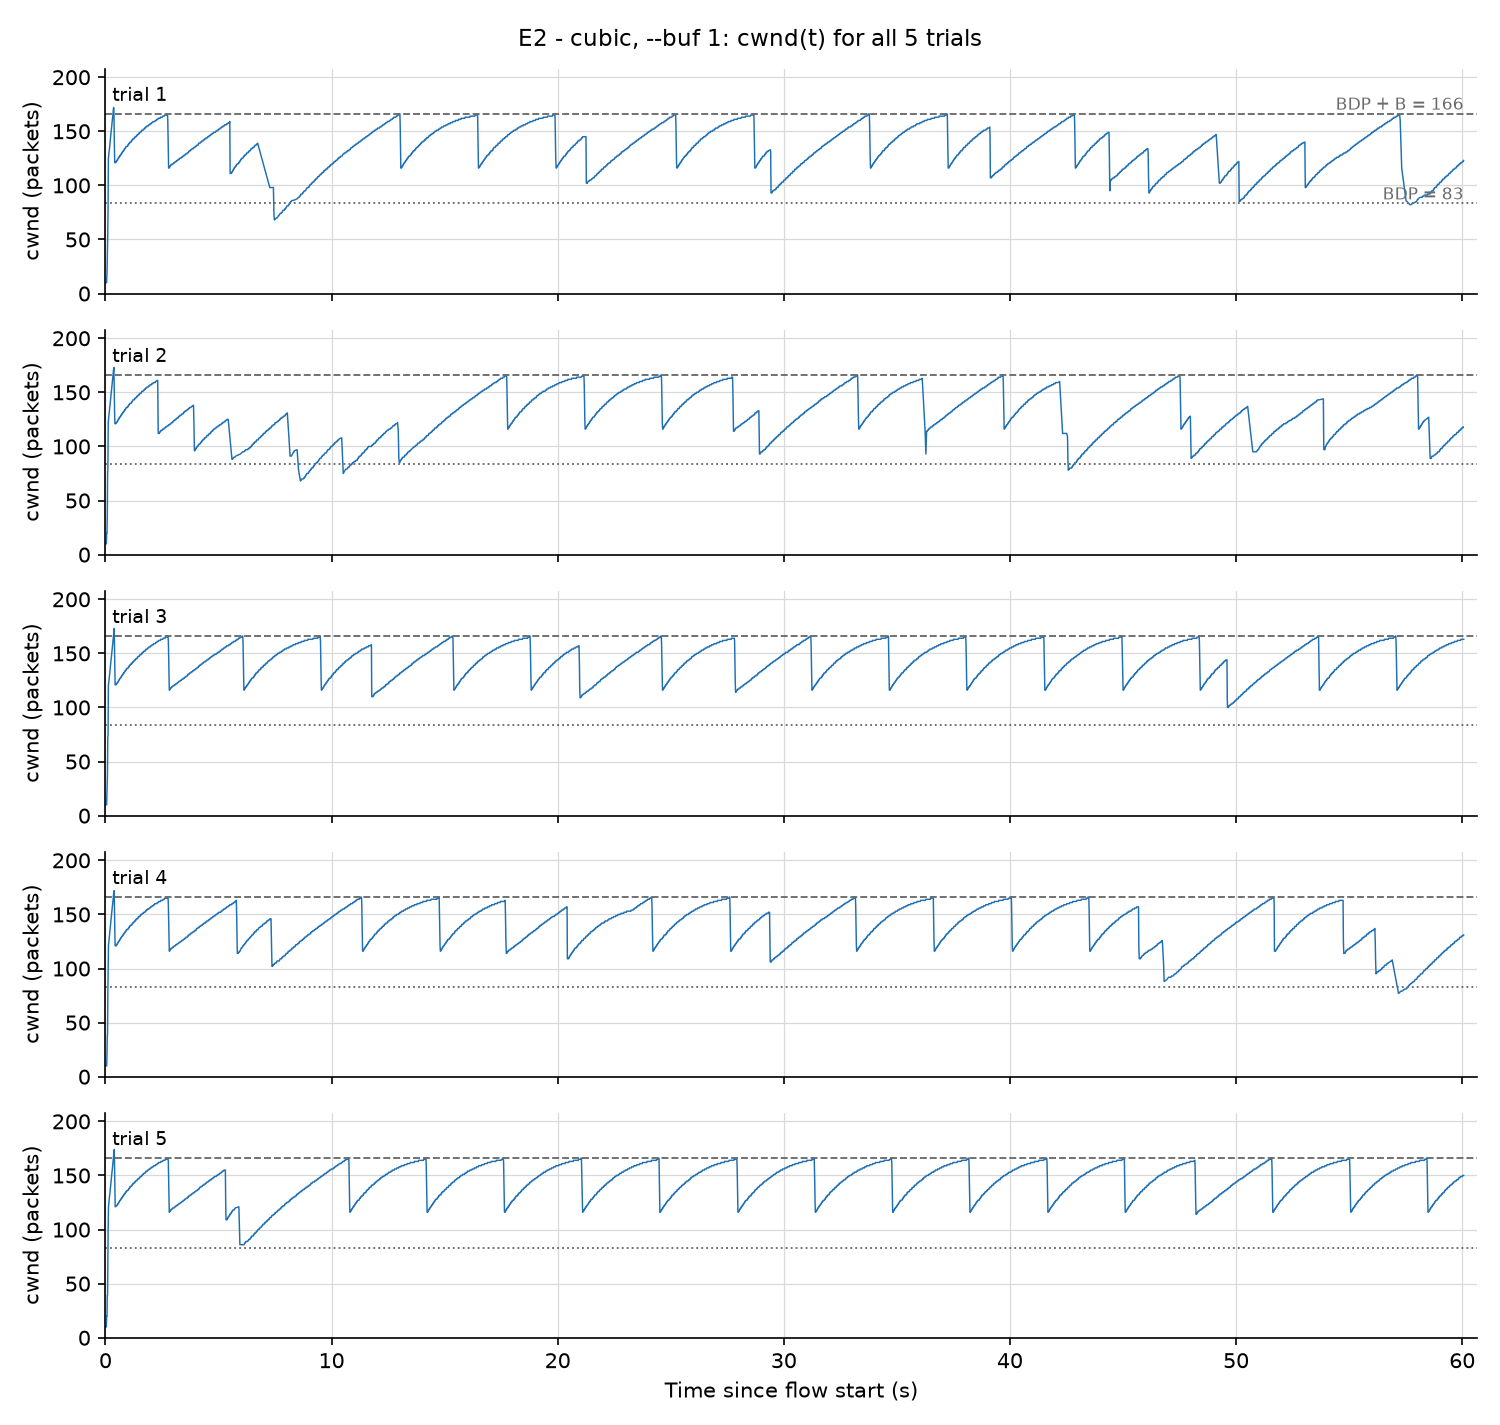 E2 - cubic, --buf 1: cwnd(t) for all 5 trials
cwnd (packets)
200
150
100
50
0
trial 1
BDP + B = 166
BDP = 83
cwnd (packets)
200
150
100
50
0
trial 2
cwnd (packets)
200
150
100
50
0
trial 3
cwnd (packets)
200
150
100
50
0
trial 4
cwnd (packets)
200
150
100
50
0
trial 5
0 10 20 30 40 50 60
Time since flow start (s)